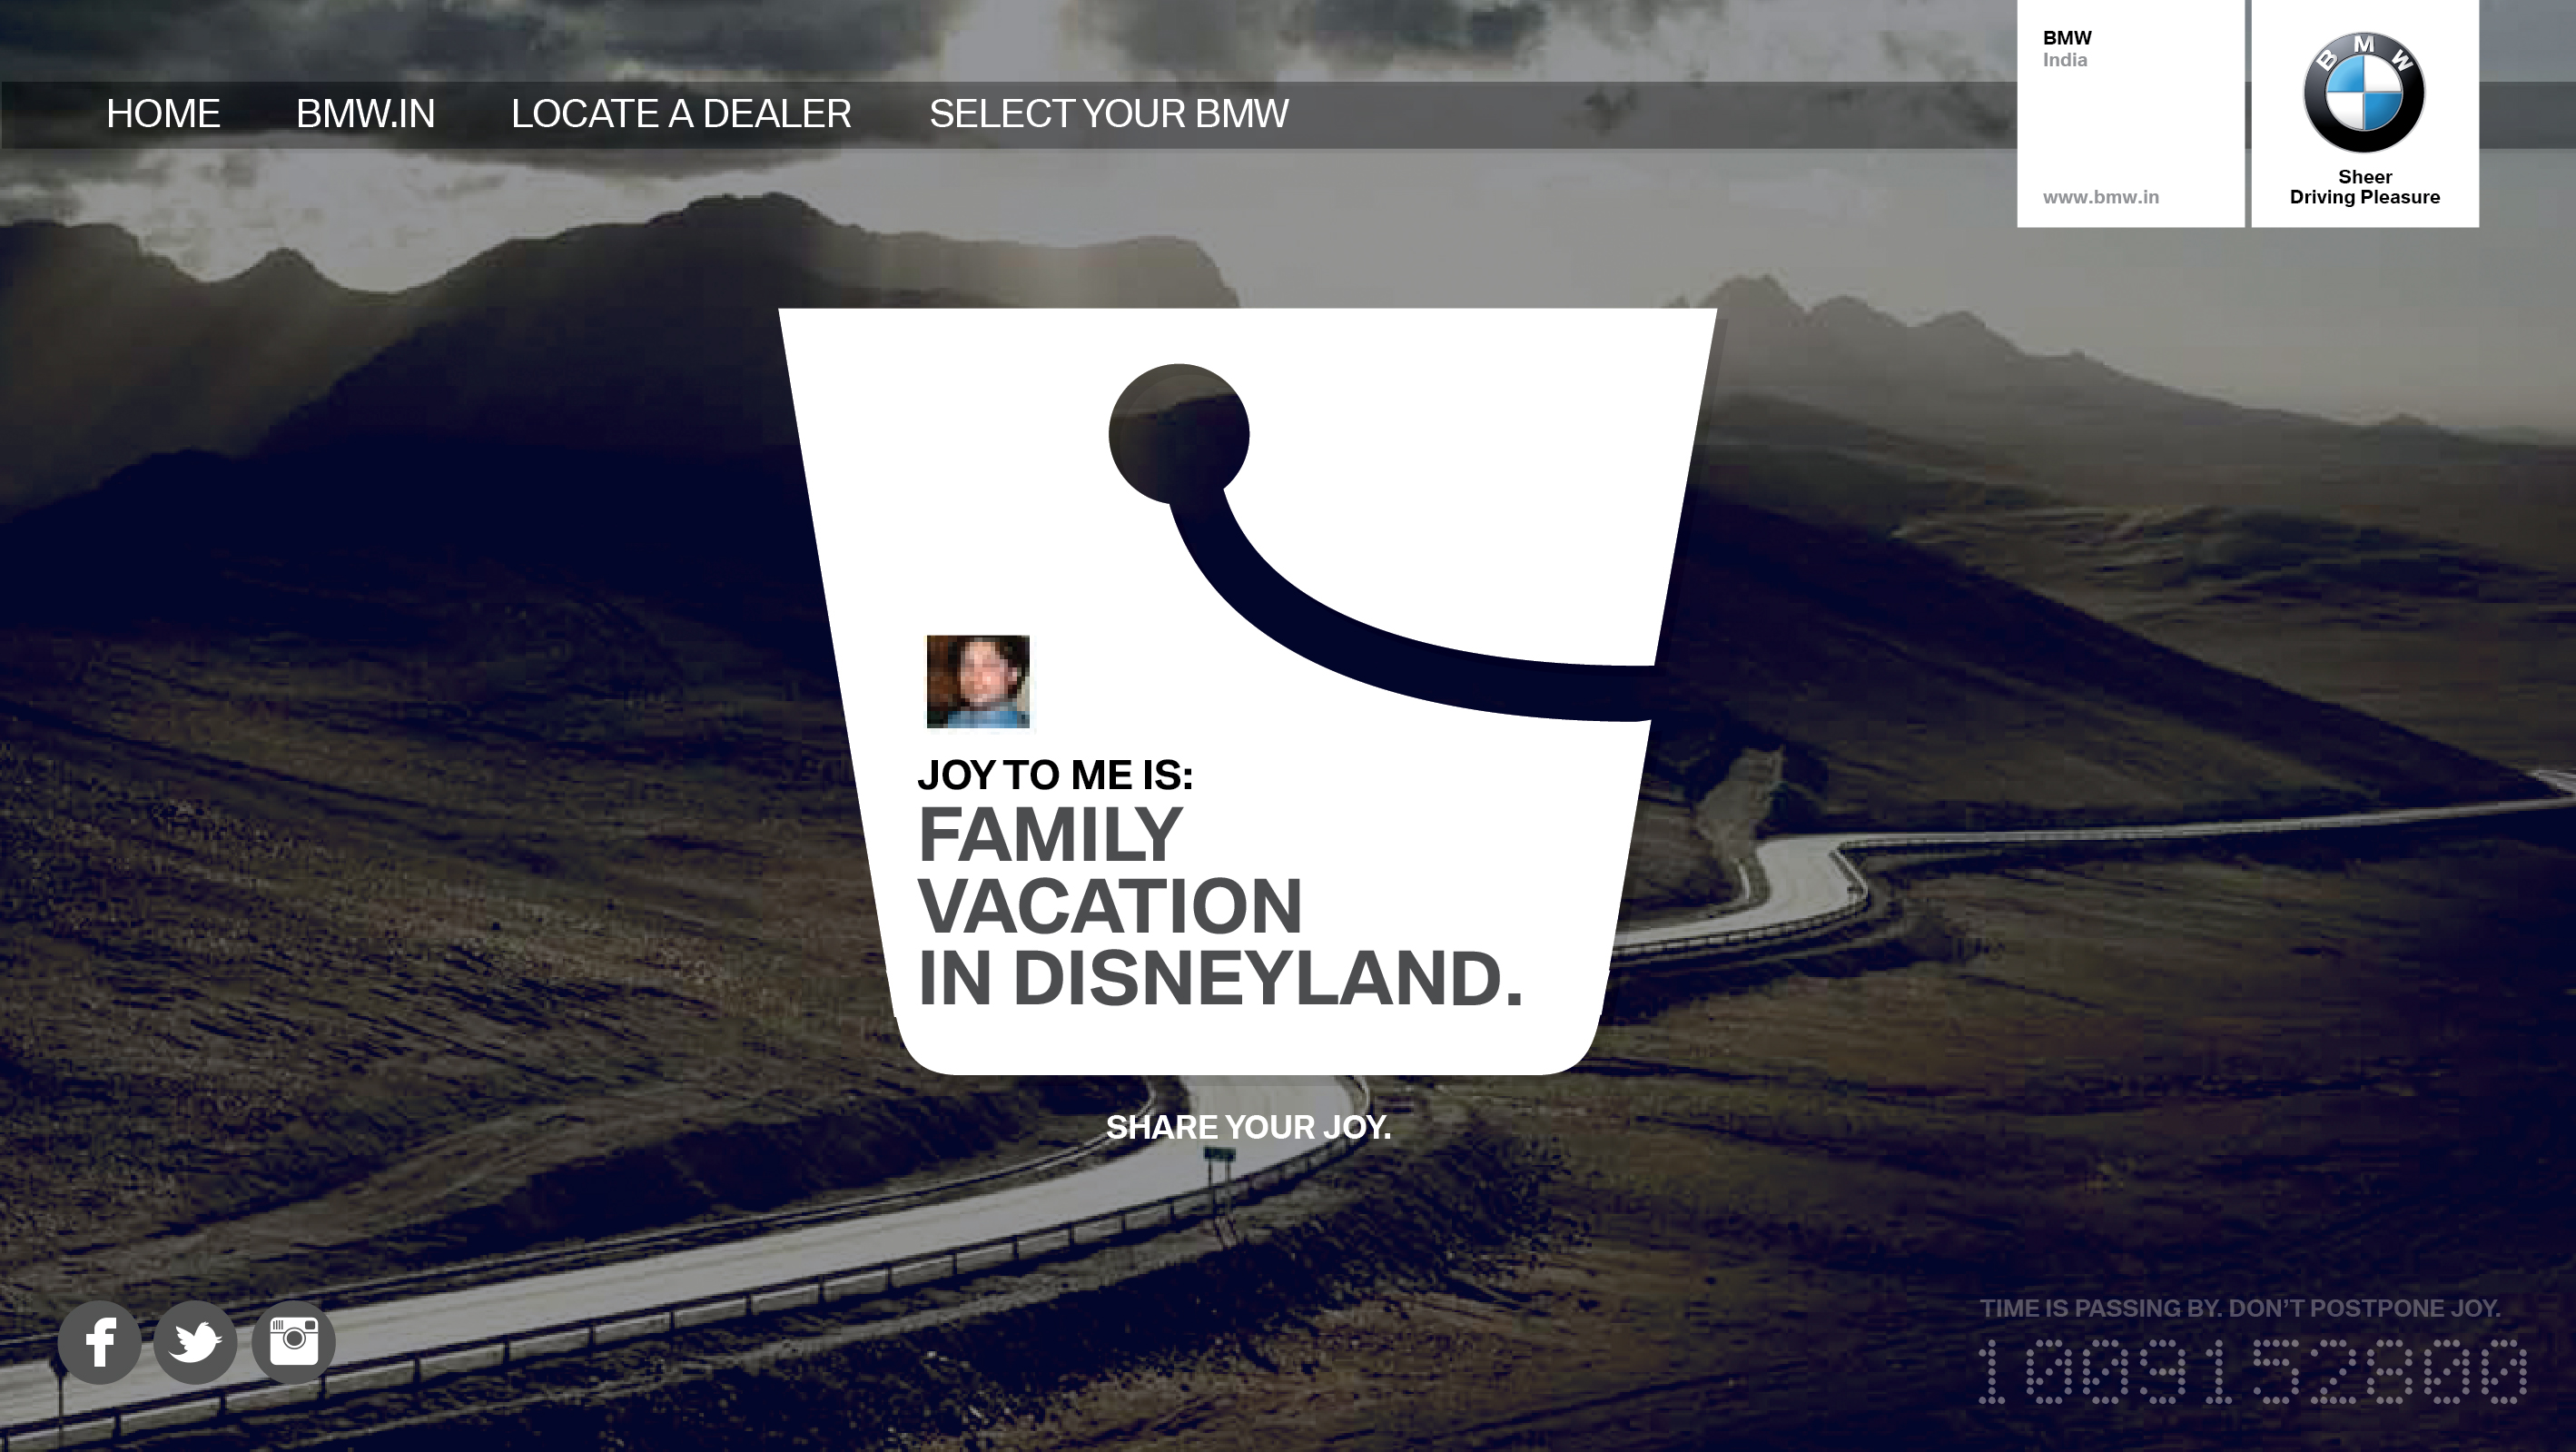 HOME BMW.IN LOCATE A DEALER SELECT YOUR BMW
BMW
India
www.bmw.in
BMW
Sheer
Driving Pleasure
JOY TO ME IS:
FAMILY
VACATION
IN DISNEYLAND.
SHARE YOUR JOY.
TIME IS PASSING BY. DON’T POSTPONE JOY.
1009152800